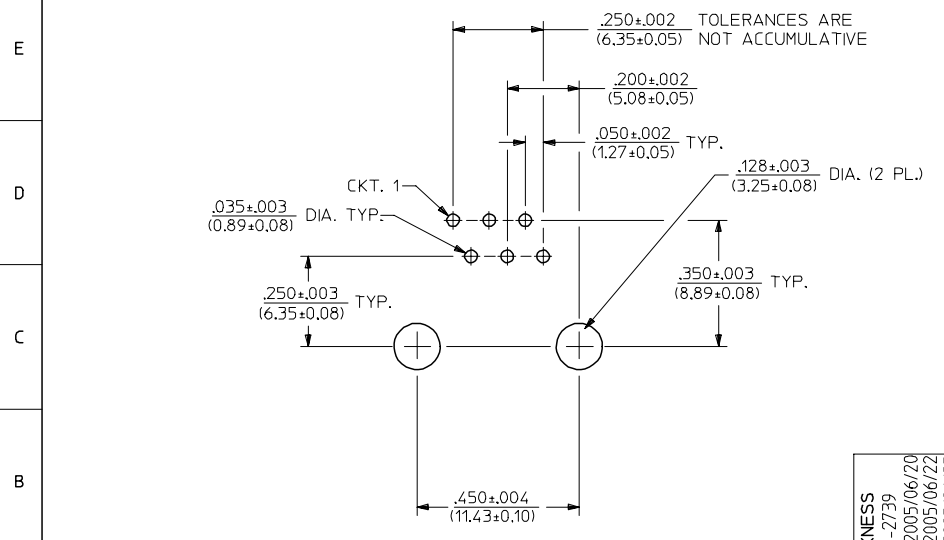 .250±.002 TOLERANCES ARE
(6.35±0.05) NOT ACCUMULATIVE
E
.200±.002
(5.08±0.05)
.050±.002 TYP.
(1.27±0.05)
.128±.003 DIA. (2 PL.)
(3.25±0.08)
D
CKT. 1
.035±.003 DIA. TYP.
(0.89±0.08)
.350±.003 TYP.
(8.89±0.08)
.250±.003 TYP.
(6.35±0.08)
C
B
.450±.004
(11.43±0.10)
KNESS
-2739
2005/06/20
2005/06/22